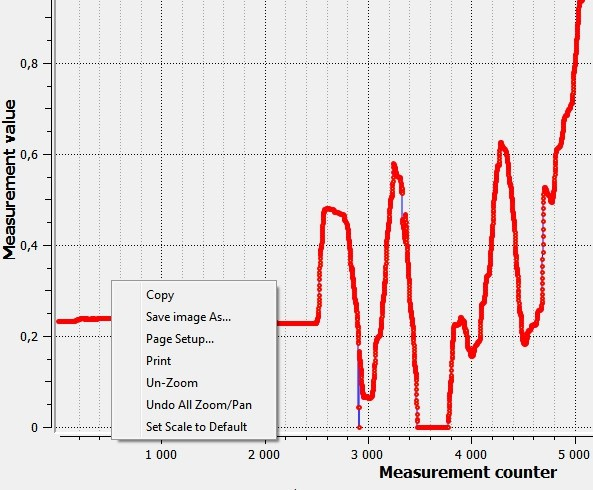 0,8
0,6
0,4
0,2
0
Measurement value
Copy
Save image As...
Page Setup...
Print
Un-Zoom
Undo All Zoom/Pan
Set Scale to Default
1 000
2 000
3 000
4 000
5 000
Measurement counter